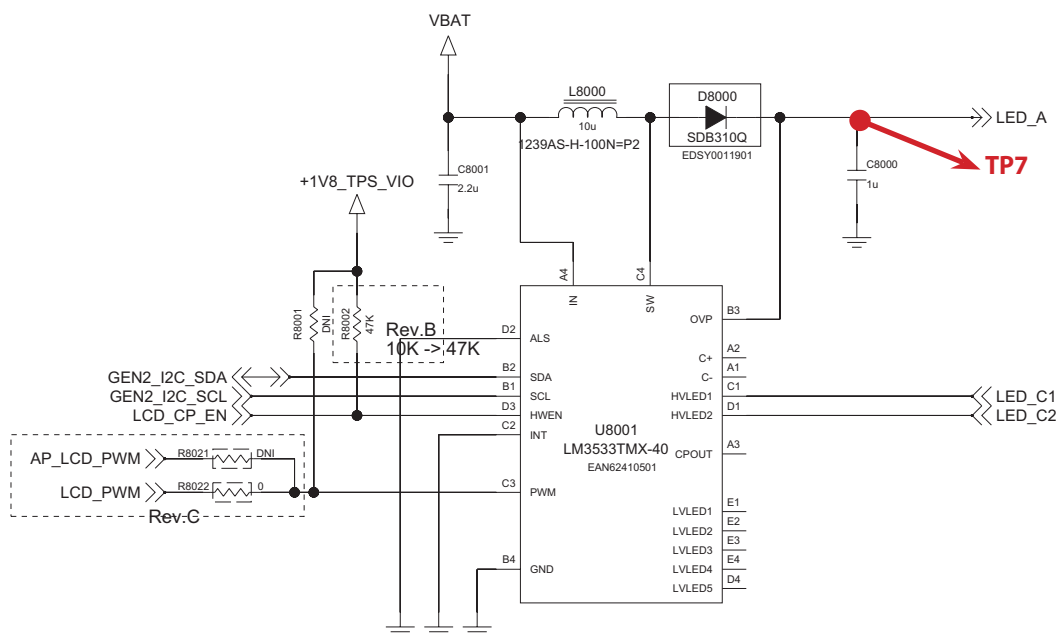 VBAT
L8000
10u
1239AS-H-100N=P2
D8000
SDB310Q
EDSY0011901
LED_A
TP7
C8001
2.2u
C8000
1u
+1V8_TPS_VIO
A4
C4
IN
SW
R8001
DNI
R8002
47K
Rev.B
10K -> 47K
D2
ALS
OVP
B3
C+
A2
GEN2_I2C_SDA
B2
SDA
C-
A1
GEN2_I2C_SCL
B1
SCL
HVLED1
C1
LED_C1
LCD_CP_EN
D3
HWEN
HVLED2
D1
LED_C2
C2
INT
U8001
LM3533TMX-40
EAN62410501
CPOUT
A3
AP_LCD_PWM
R8021
DNI
LCD_PWM
R8022
0
C3
PWM
Rev.C
LVLED1
E1
LVLED2
E2
LVLED3
E3
B4
GND
LVLED4
E4
LVLED5
D4